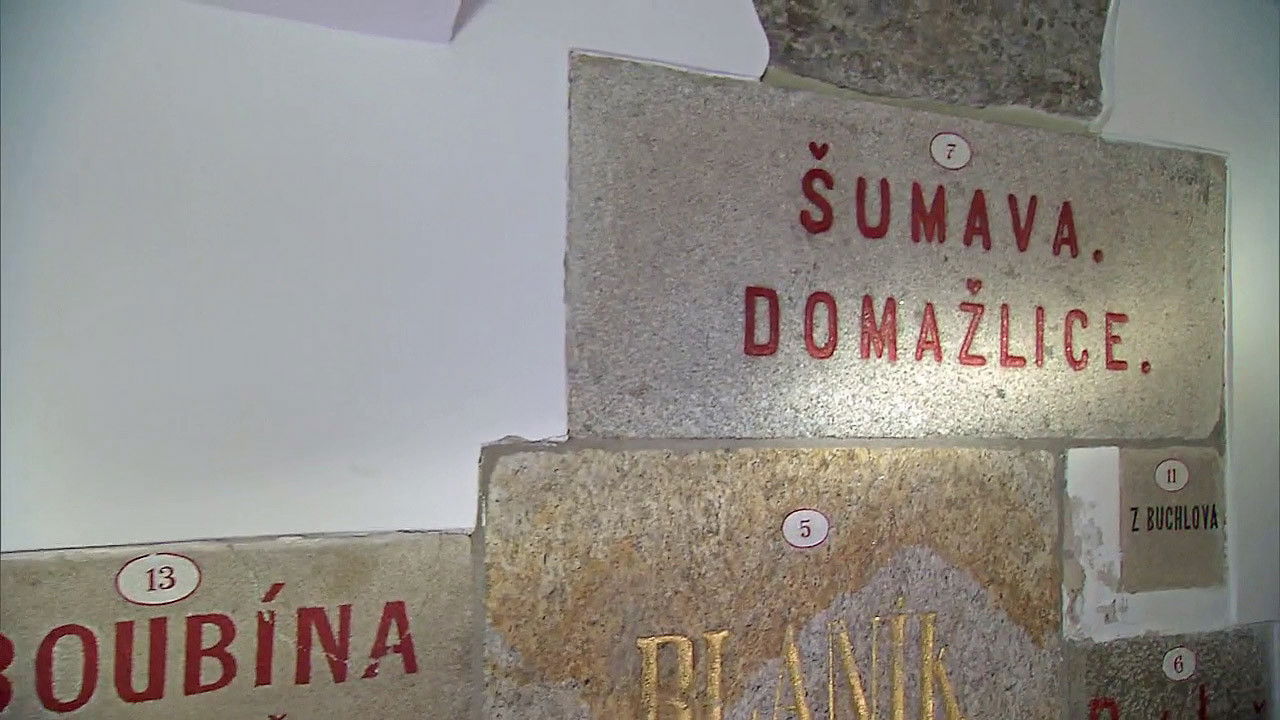 7
ŠUMAVA.
DOMAŽLICE.
11
Z BUCHLOVA
5
BLANÍK
13
BOUBÍNA
6